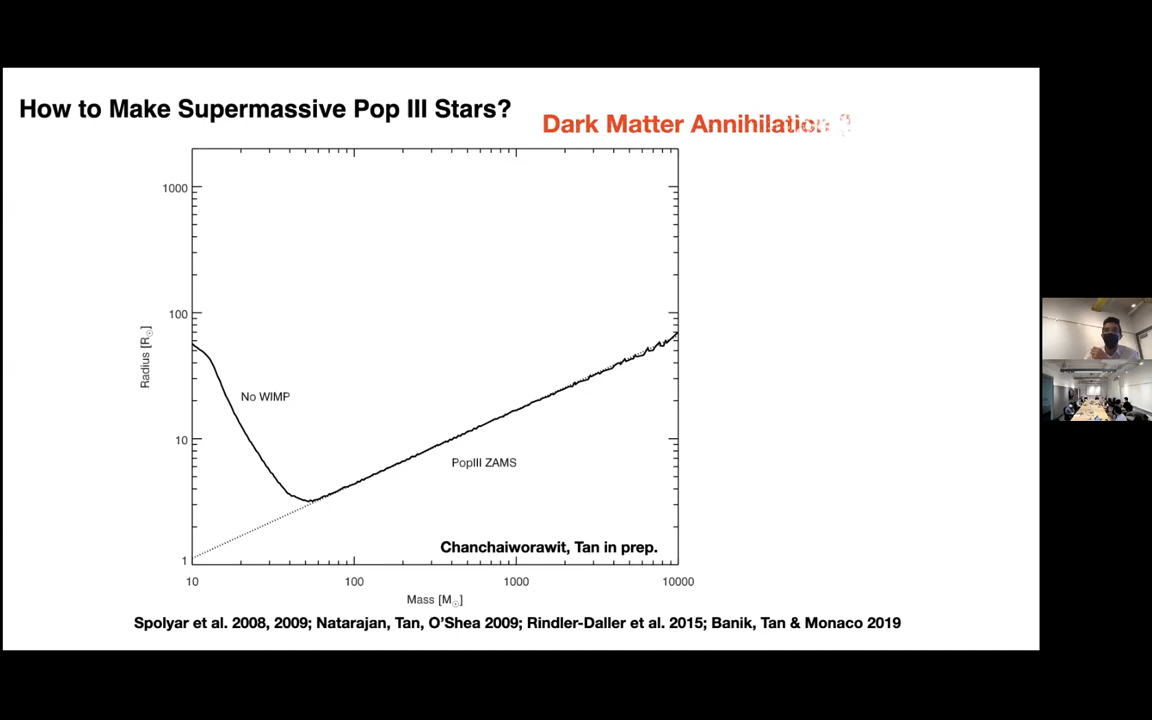 How to Make Supermassive Pop III Stars?
Dark Matter Annihilation
1000
100
10
1
Radius [R☉]
No WIMP
PopIII ZAMS
Chanchaiworawit, Tan in prep.
10
100
1000
10000
Mass [M☉]
Spolyar et al. 2008, 2009; Natarajan, Tan, O'Shea 2009; Rindler-Daller et al. 2015; Banik, Tan & Monaco 2019